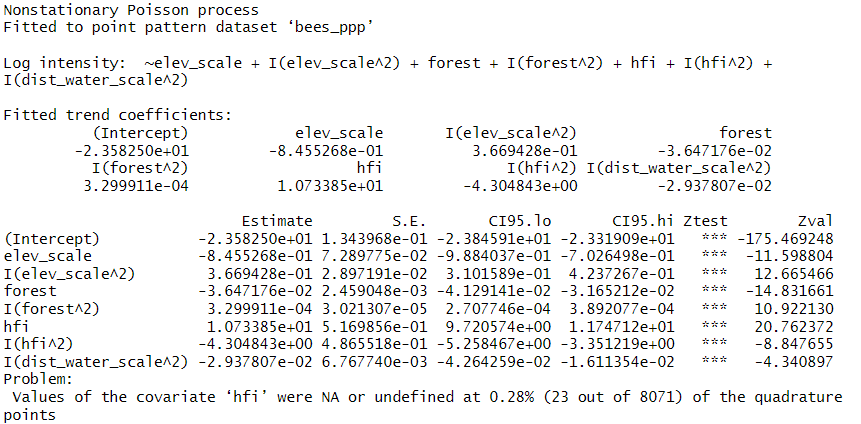 Nonstationary Poisson process
Fitted to point pattern dataset ‘bees_ppp’
Log intensity:  ~elev_scale + I(elev_scale^2) + forest + I(forest^2) + hfi + I(hfi^2) +
I(dist_water_scale^2)
Fitted trend coefficients:
          (Intercept)            elev_scale       I(elev_scale^2)                forest
        -2.358250e+01         -8.455268e-01          3.669428e-01         -3.647176e-02
          I(forest^2)                   hfi              I(hfi^2) I(dist_water_scale^2)
         3.299911e-04          1.073385e+01         -4.304843e+00         -2.937807e-02
                           Estimate         S.E.       CI95.lo       CI95.hi Ztest        Zval
(Intercept)           -2.358250e+01 1.343968e-01 -2.384591e+01 -2.331909e+01   *** -175.469248
elev_scale            -8.455268e-01 7.289775e-02 -9.884037e-01 -7.026498e-01   ***  -11.598804
I(elev_scale^2)        3.669428e-01 2.897191e-02  3.101589e-01  4.237267e-01   ***   12.665466
forest                -3.647176e-02 2.459048e-03 -4.129141e-02 -3.165212e-02   ***  -14.831661
I(forest^2)            3.299911e-04 3.021307e-05  2.707746e-04  3.892077e-04   ***   10.922130
hfi                    1.073385e+01 5.169856e-01  9.720574e+00  1.174712e+01   ***   20.762372
I(hfi^2)              -4.304843e+00 4.865518e-01 -5.258467e+00 -3.351219e+00   ***   -8.847655
I(dist_water_scale^2) -2.937807e-02 6.767740e-03 -4.264259e-02 -1.611354e-02   ***   -4.340897
Problem:
 Values of the covariate ‘hfi’ were NA or undefined at 0.28% (23 out of 8071) of the quadrature
points